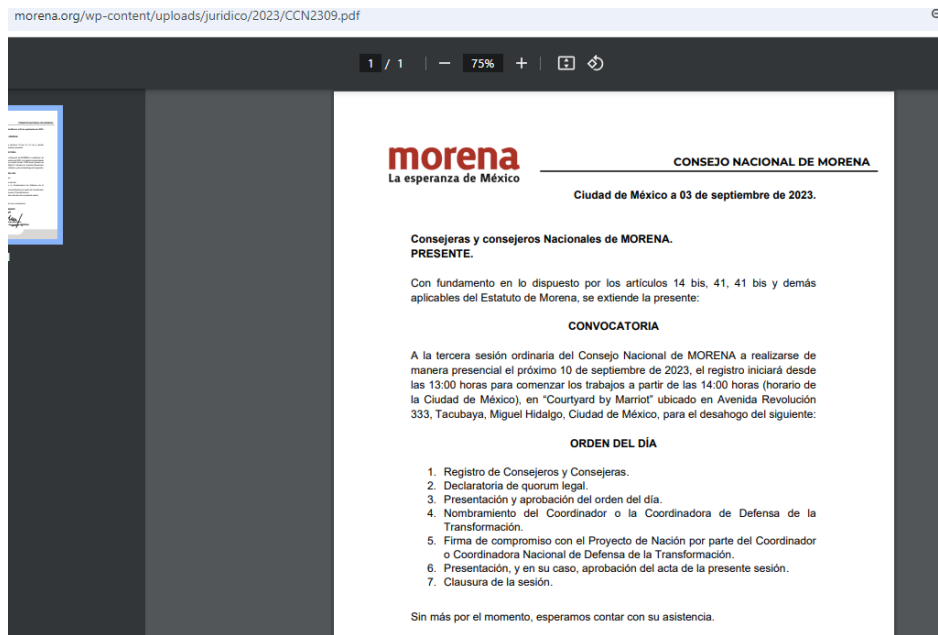 morena.org/wp-content/uploads/juridico/2023/CCN2309.pdf
1 / 1
75%
morena
La esperanza de México
CONSEJO NACIONAL DE MORENA
Ciudad de México a 03 de septiembre de 2023.
Consejeras y consejeros Nacionales de MORENA.
PRESENTE.
Con fundamento en lo dispuesto por los artículos 14 bis, 41, 41 bis y demás
aplicables del Estatuto de Morena, se extiende la presente:
CONVOCATORIA
A la tercera sesión ordinaria del Consejo Nacional de MORENA a realizarse de
manera presencial el próximo 10 de septiembre de 2023, el registro iniciará desde
las 13:00 horas para comenzar los trabajos a partir de las 14:00 horas (horario de
la Ciudad de México), en “Courtyard by Marriot” ubicado en Avenida Revolución
333, Tacubaya, Miguel Hidalgo, Ciudad de México, para el desahogo del siguiente:
ORDEN DEL DÍA
1. Registro de Consejeros y Consejeras.
2. Declaratoria de quorum legal.
3. Presentación y aprobación del orden del día.
4. Nombramiento del Coordinador o la Coordinadora de Defensa de la
Transformación.
5. Firma de compromiso con el Proyecto de Nación por parte del Coordinador
o Coordinadora Nacional de Defensa de la Transformación.
6. Presentación, y en su caso, aprobación del acta de la presente sesión.
7. Clausura de la sesión.
Sin más por el momento, esperamos contar con su asistencia.